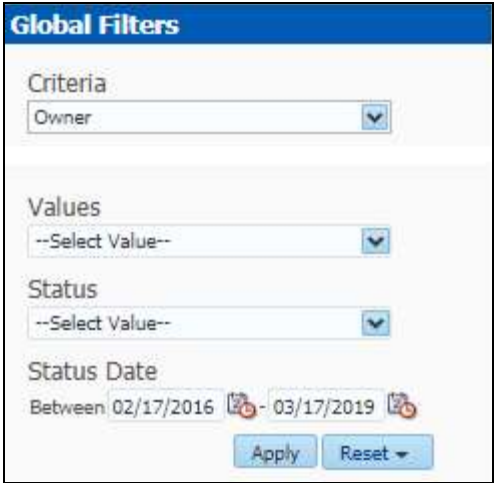 Global Filters
Criteria
Owner
Values
--Select Value--
Status
--Select Value--
Status Date
Between 02/17/2016 - 03/17/2019
Apply Reset